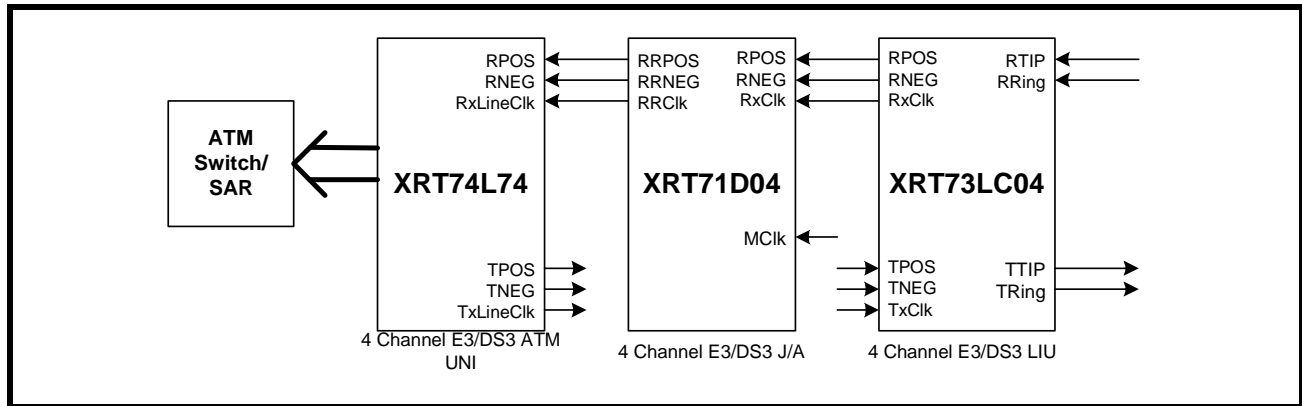 ATM
Switch/
SAR
RPOS
RNEG
RxLineClk
XRT74L74
TPOS
TNEG
TxLineClk
4 Channel E3/DS3 ATM
UNI
RRPOS RPOS
RRNEG RNEG
RRClk RxClk
XRT71D04
MClk
4 Channel E3/DS3 J/A
RPOS RTIP
RNEG RRing
RxClk
XRT73LC04
TPOS TTIP
TNEG TRing
TxClk
4 Channel E3/DS3 LIU